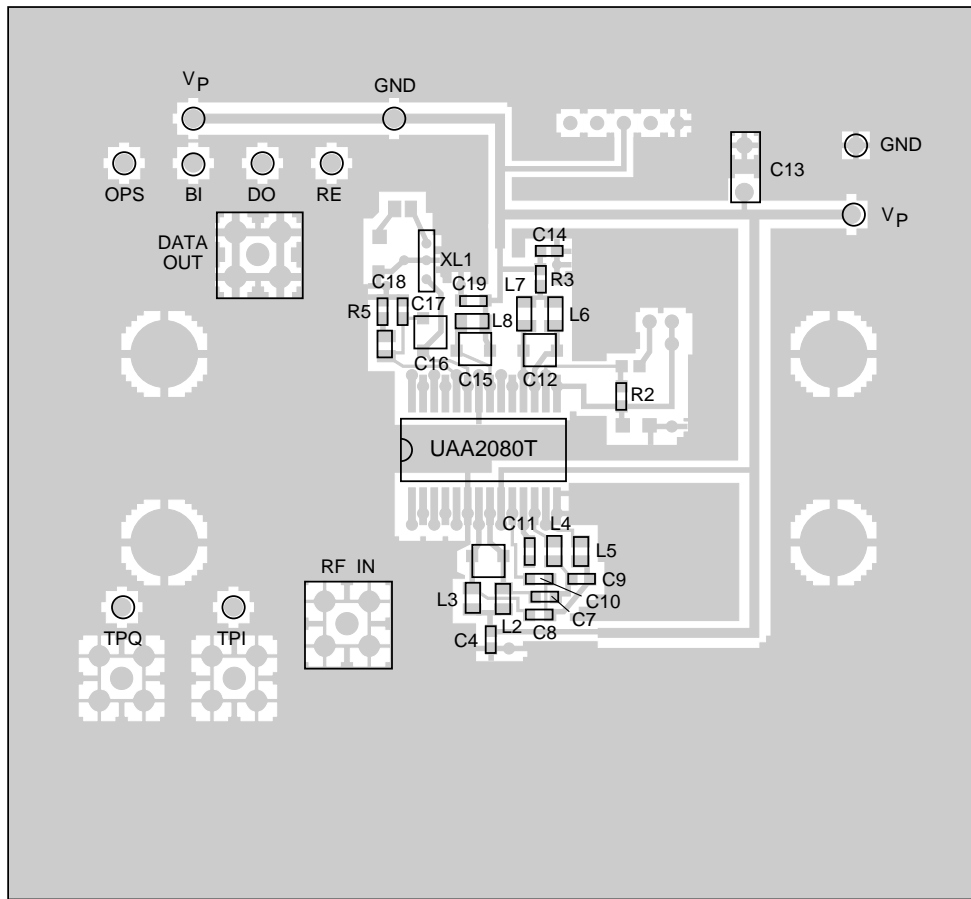 VP
GND
OPS
BI
DO
RE
C13
GND
VP
DATA
OUT
C14
XL1
R3
C18
C19
L7
R5
C17
L8
L6
C16
C15
C12
R2
UAA2080T
C11
L4
L5
RF IN
C9
C10
L3
L2
C7
C8
C4
TPQ
TPI